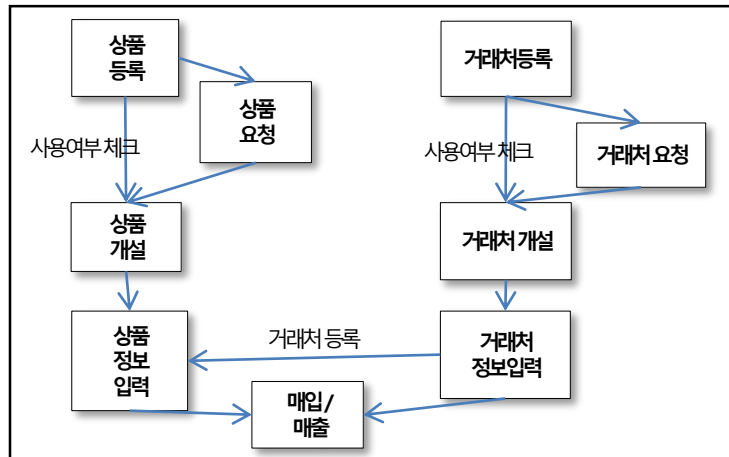 상품
등록
거래처등록
상품
요청
사용여부 체크
사용여부 체크
거래처 요청
상품
개설
거래처 개설
상품
정보
입력
거래처 등록
거래처
정보입력
매입 /
매출